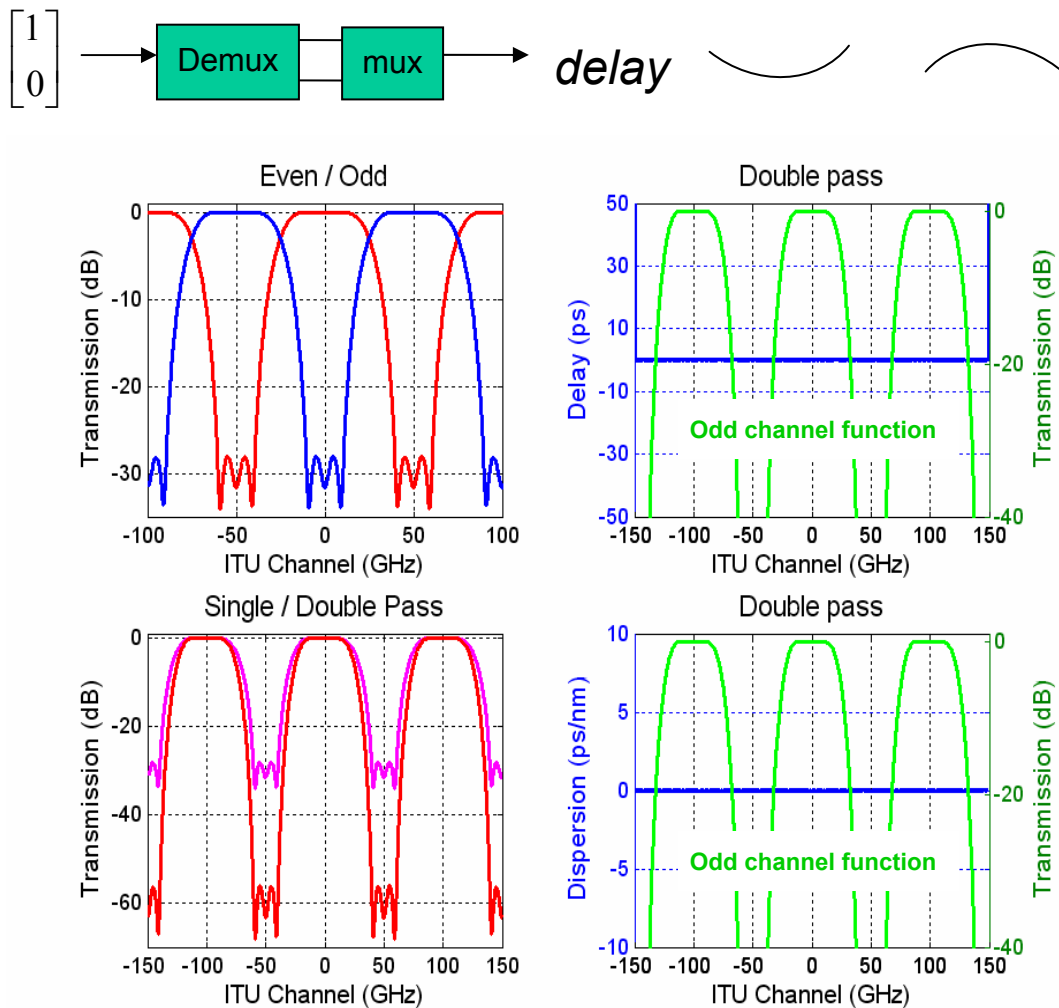 1
0
Demux
mux
delay
Even / Odd
Transmission (dB)
0
-10
-20
-30
-100
-50
0
50
100
ITU Channel (GHz)
Double pass
Delay (ps)
50
30
10
-10
-30
-50
Transmission (dB)
0
-20
-40
Odd channel function
-150
-100
-50
0
50
100
150
ITU Channel (GHz)
Single / Double Pass
Transmission (dB)
0
-20
-40
-60
-150
-100
-50
0
50
100
150
ITU Channel (GHz)
Double pass
Dispersion (ps/nm)
10
5
0
-5
-10
Transmission (dB)
0
-20
-40
Odd channel function
-150
-100
-50
0
50
100
150
ITU Channel (GHz)